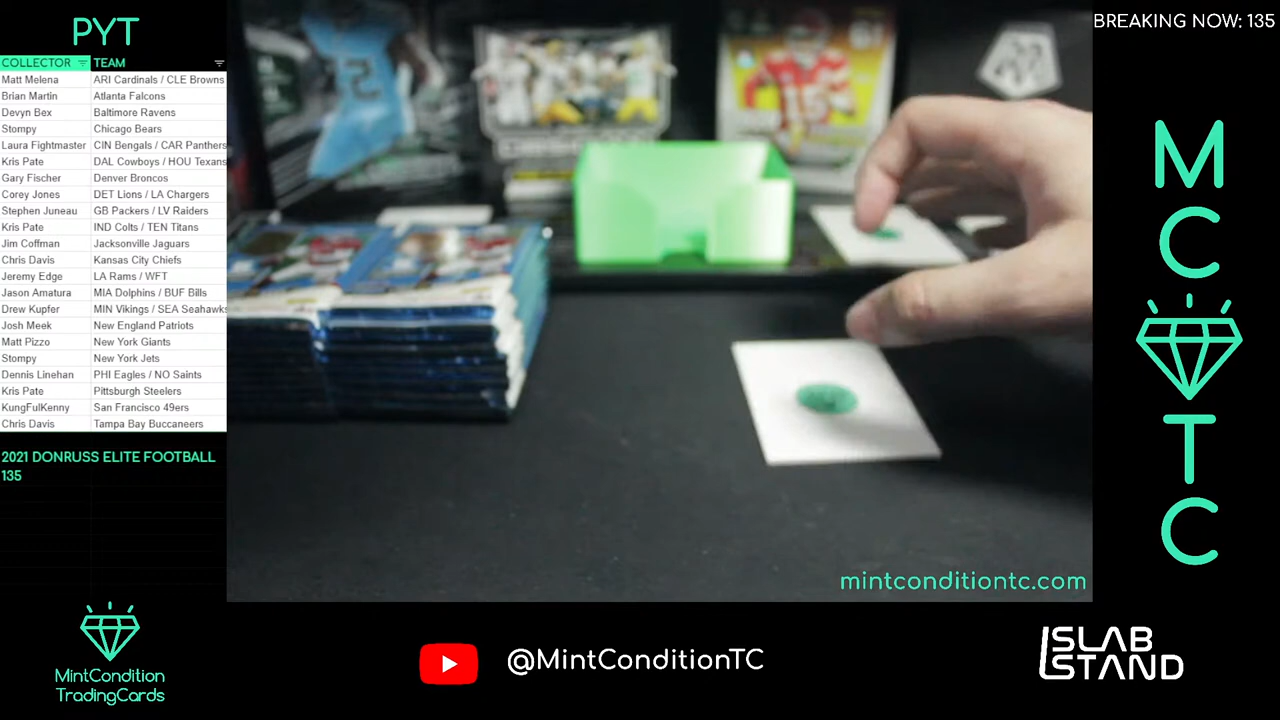 PYT
COLLECTOR TEAM
Matt Melena ARI Cardinals / CLE Browns
Brian Martin Atlanta Falcons
Devyn Bex Baltimore Ravens
Stompy Chicago Bears
Laura Fightmaster CIN Bengals / CAR Panthers
Kris Pate DAL Cowboys / HOU Texans
Gary Fischer Denver Broncos
Corey Jones DET Lions / LA Chargers
Stephen Juneau GB Packers / LV Raiders
Kris Pate IND Colts / TEN Titans
Jim Coffman Jacksonville Jaguars
Chris Davis Kansas City Chiefs
Jeremy Edge LA Rams / WFT
Jason Amatura MIA Dolphins / BUF Bills
Drew Kupfer MIN Vikings / SEA Seahawks
Josh Meek New England Patriots
Matt Pizzo New York Giants
Stompy New York Jets
Dennis Linehan PHI Eagles / NO Saints
Kris Pate Pittsburgh Steelers
KungFulKenny San Francisco 49ers
Chris Davis Tampa Bay Buccaneers
2021 DONRUSS ELITE FOOTBALL
135
MintCondition
TradingCards
mintconditiontc.com
@MintConditionTC
BREAKING NOW: 135
M
C
T
C
SLAB
STAND